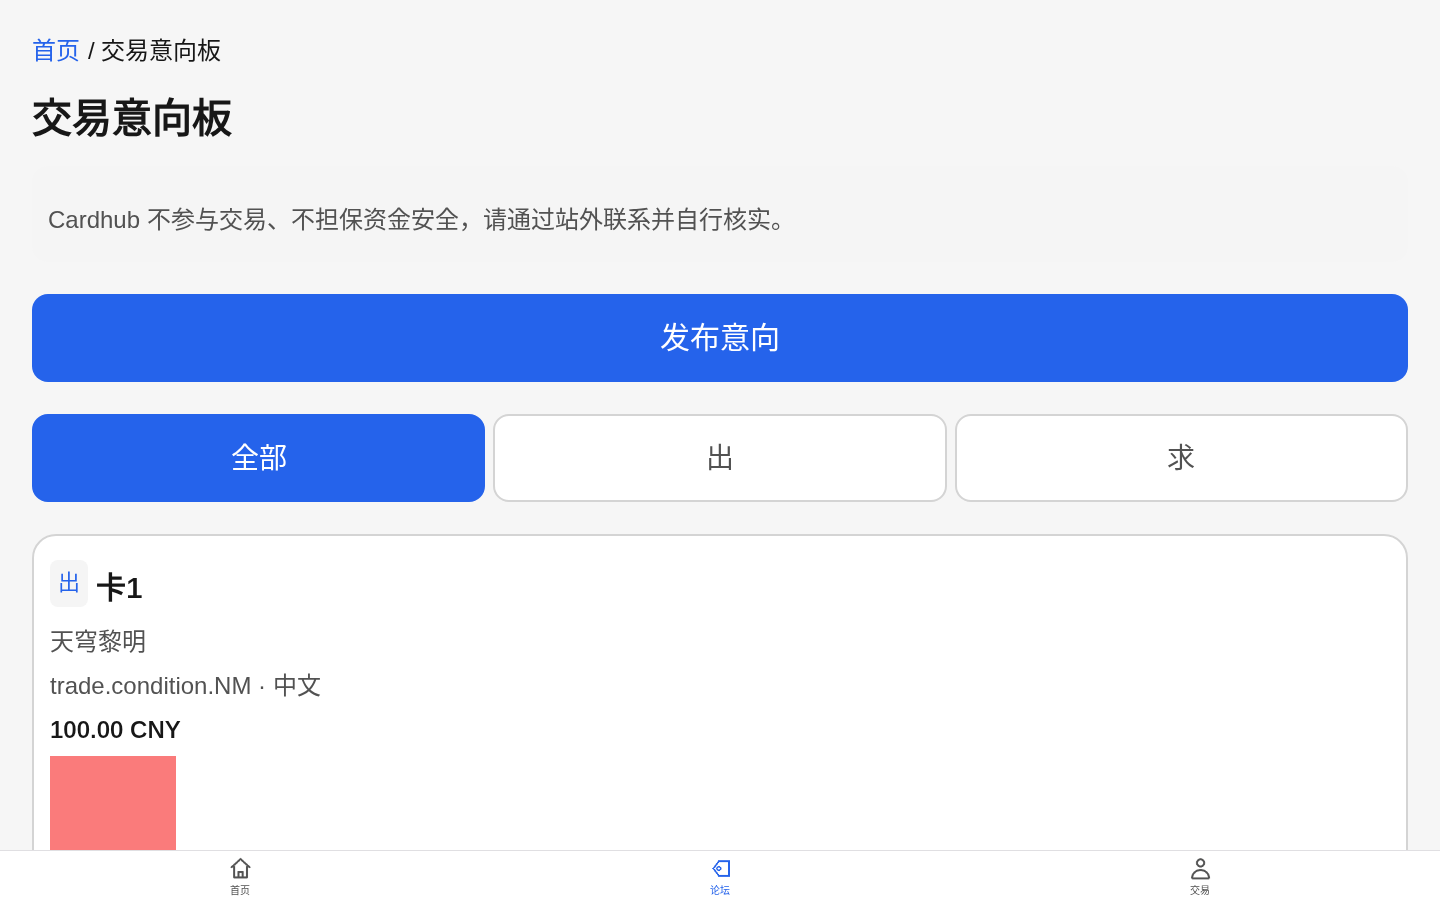 首页 / 交易意向板
交易意向板
Cardhub 不参与交易、不担保资金安全，请通过站外联系并自行核实。
发布意向
全部
出
求
出 卡1
天穹黎明
trade.condition.NM · 中文
100.00 CNY
首页
论坛
交易